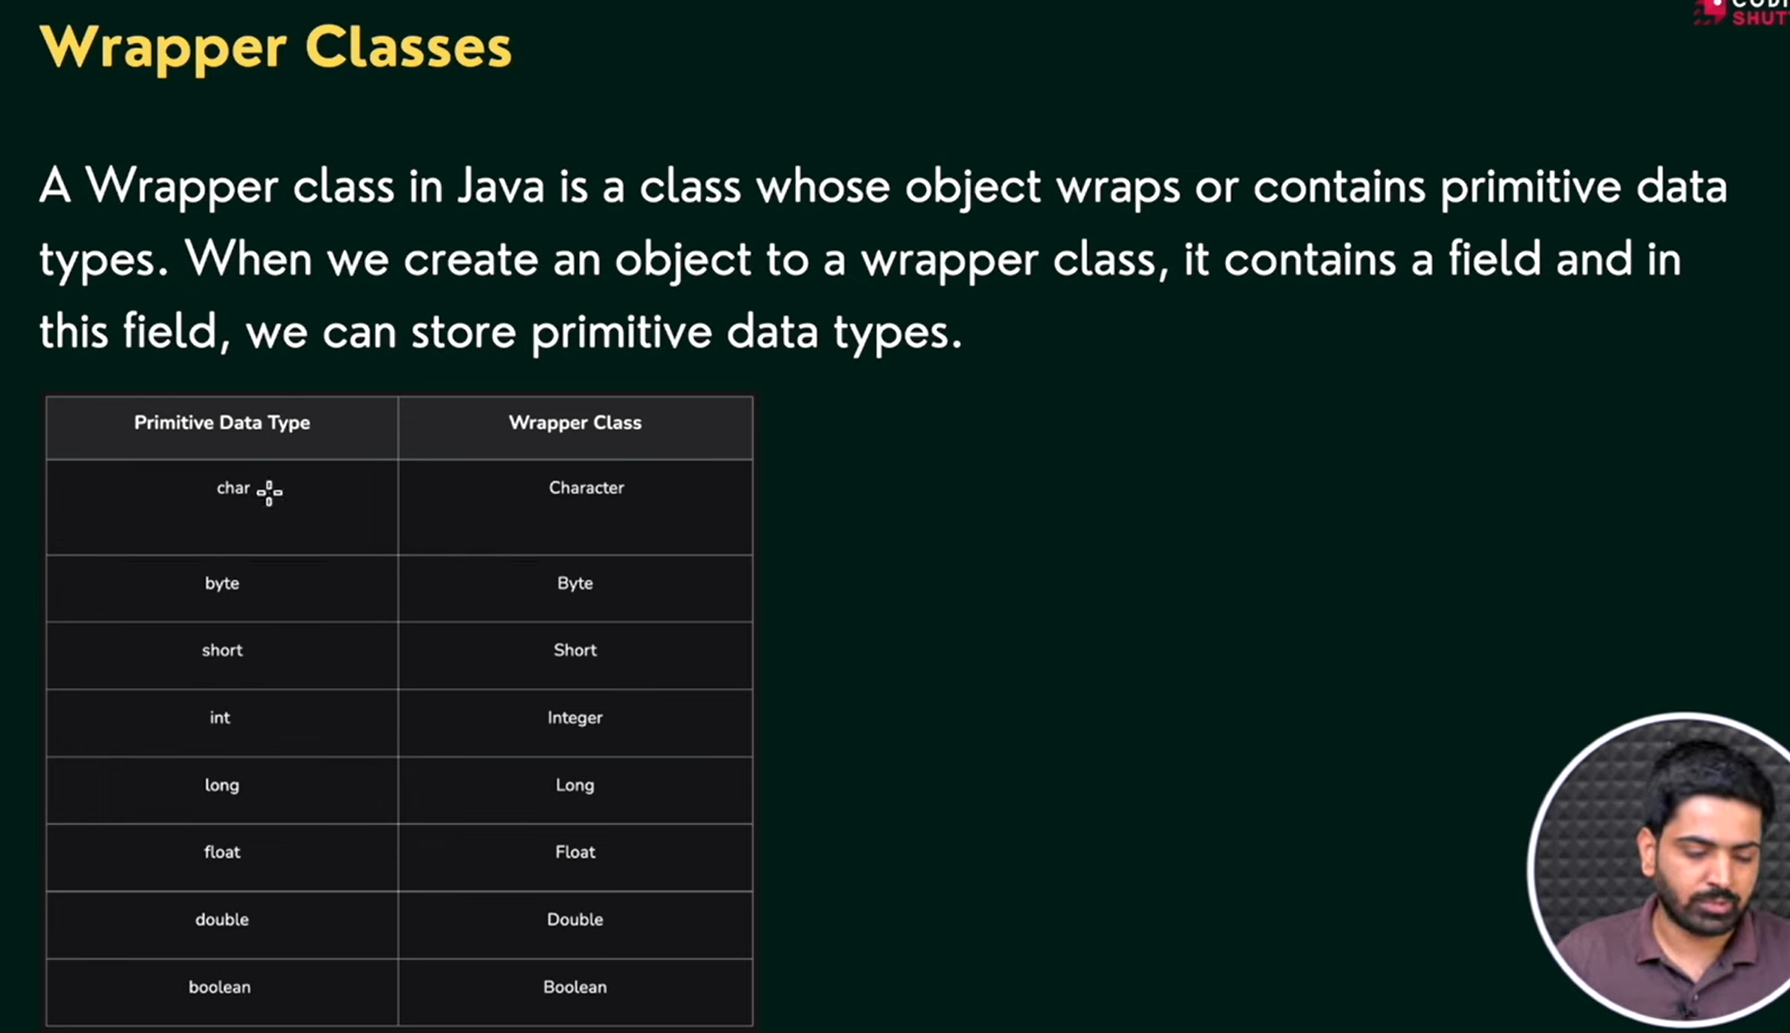 Wrapper Classes
SHUT
A Wrapper class in Java is a class whose object wraps or contains primitive data
types. When we create an object to a wrapper class, it contains a field and in
this field, we can store primitive data types.
Primitive Data Type Wrapper Class
char Character
byte Byte
short Short
int Integer
long Long
float Float
double Double
boolean Boolean